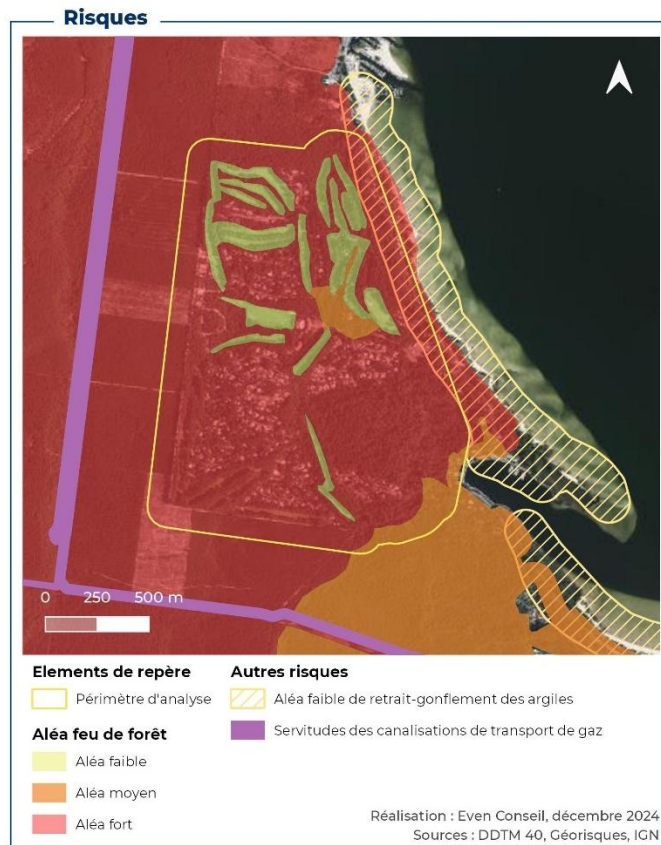 Risques
0 250 500 m
Elements de repère
Périmètre d'analyse
Aléa feu de forêt
Aléa faible
Aléa moyen
Aléa fort
Autres risques
Aléa faible de retrait-gonflement des argiles
Servitudes des canalisations de transport de gaz
Réalisation : Even Conseil, décembre 2024
Sources : DDTM 40, Géorisques, IGN